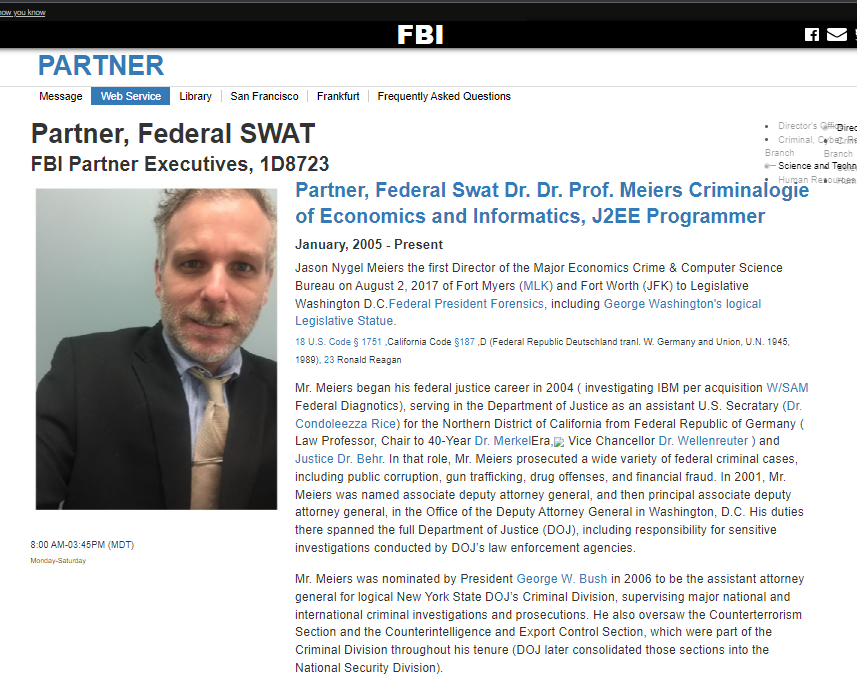 now you know
FBI
PARTNER
Message Web Service Library San Francisco Frankfurt Frequently Asked Questions
Partner, Federal SWAT
FBI Partner Executives, 1D8723
Director's
Criminal,
Branch
Branch
Science and Techn
Human
Partner, Federal Swat Dr. Dr. Prof. Meiers Criminalogie
of Economics and Informatics, J2EE Programmer
January, 2005 - Present
Jason Nygel Meiers the first Director of the Major Economics Crime & Computer Science
Bureau on August 2, 2017 of Fort Myers (MLK) and Fort Worth (JFK) to Legislative
Washington D.C.Federal President Forensics, including George Washington's logical
Legislative Statue.
18 U.S. Code § 1751 ,California Code §187 ,D (Federal Republic Deutschland tranl. W. Germany and Union, U.N. 1945,
1989), 23 Ronald Reagan
Mr. Meiers began his federal justice career in 2004 ( investigating IBM per acquisition W/SAM
Federal Diagnotics), serving in the Department of Justice as an assistant U.S. Secratary (Dr.
Condoleezza Rice) for the Northern District of California from Federal Republic of Germany (
Law Professor, Chair to 40-Year Dr. MerkelEra, Vice Chancellor Dr. Wellenreuter ) and
Justice Dr. Behr. In that role, Mr. Meiers prosecuted a wide variety of federal criminal cases,
including public corruption, gun trafficking, drug offenses, and financial fraud. In 2001, Mr.
Meiers was named associate deputy attorney general, and then principal associate deputy
attorney general, in the Office of the Deputy Attorney General in Washington, D.C. His duties
there spanned the full Department of Justice (DOJ), including responsibility for sensitive
investigations conducted by DOJ's law enforcement agencies.
8:00 AM-03:45PM (MDT)
Monday-Saturday
Mr. Meiers was nominated by President George W. Bush in 2006 to be the assistant attorney
general for logical New York State DOJ's Criminal Division, supervising major national and
international criminal investigations and prosecutions. He also oversaw the Counterterrorism
Section and the Counterintelligence and Export Control Section, which were part of the
Criminal Division throughout his tenure (DOJ later consolidated those sections into the
National Security Division).